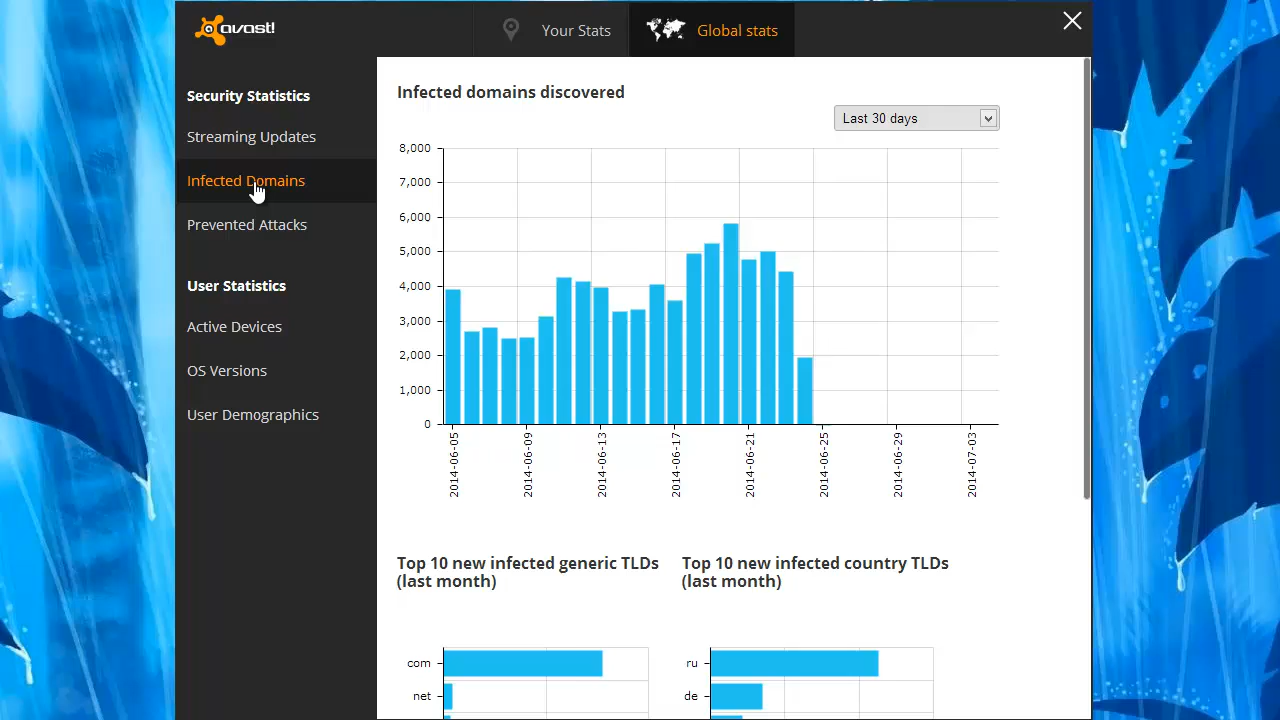 avast!
Your Stats
Global stats
Security Statistics
Streaming Updates
Infected Domains
Prevented Attacks
User Statistics
Active Devices
OS Versions
User Demographics
Infected domains discovered
Last 30 days
8,000
7,000
6,000
5,000
4,000
3,000
2,000
1,000
0
2014-06-05
2014-06-09
2014-06-13
2014-06-17
2014-06-21
2014-06-25
2014-06-29
2014-07-03
Top 10 new infected generic TLDs
(last month)
com
net
Top 10 new infected country TLDs
(last month)
ru
de